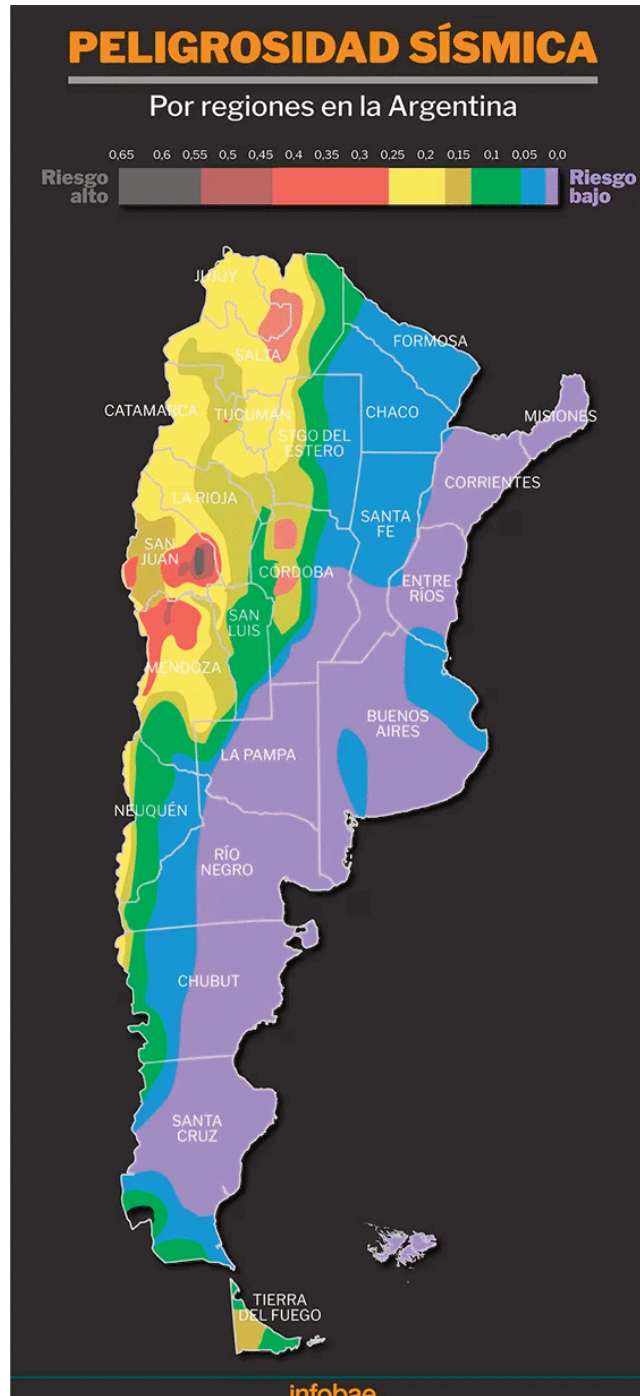 PELIGROSIDAD SÍSMICA
Por regiones en la Argentina
0,65 0,6 0,55 0,5 0,45 0,4 0,35 0,3 0,25 0,2 0,15 0,1 0,05 0,0
Riesgo
alto
Riesgo
bajo
JUJUY
FORMOSA
SALTA
CATAMARCA
TUCUMÁN
CHACO
MISIONES
STGO DEL
ESTERO
CORRIENTES
LA RIOJA
SANTA
FE
SAN
JUAN
CÓRDOBA
ENTRE
RÍOS
SAN
LUIS
MENDOZA
BUENOS
AIRES
LA PAMPA
NEUQUÉN
RÍO
NEGRO
CHUBUT
SANTA
CRUZ
TIERRA
DEL FUEGO
infobae